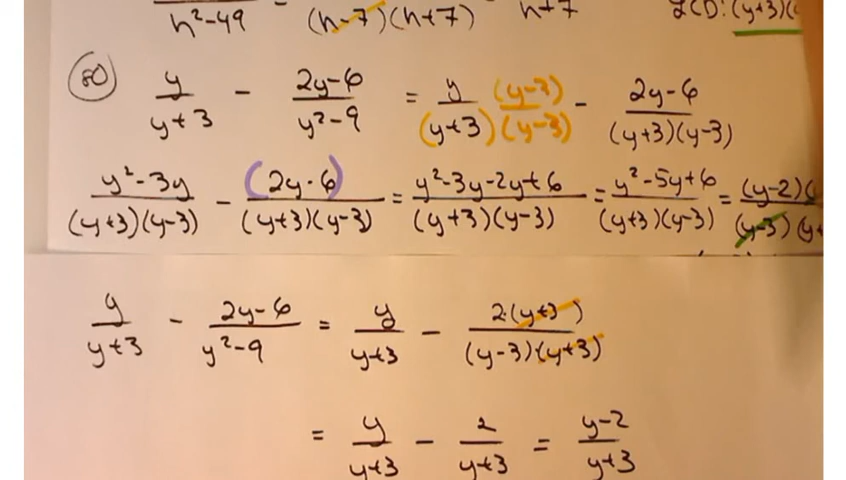 h²-49 (h-7)(h+7) h+7 LCD: (y+3)(
80 y/(y+3) - (2y-6)/(y²-9) = y/(y+3) (y-3)/(y-3) - (2y-6)/((y+3)(y-3))
(y²-3y)/((y+3)(y-3)) - (2y-6)/((y+3)(y-3)) = (y²-3y-2y+6)/((y+3)(y-3)) = (y²-5y+6)/((y+3)(y-3)) = (y-2)(/(y-3)(y+
y/(y+3) - (2y-6)/(y²-9) = y/(y+3) - 2·(y+3)/((y-3)(y+3))
= y/(y+3) - 2/(y+3) = (y-2)/(y+3)